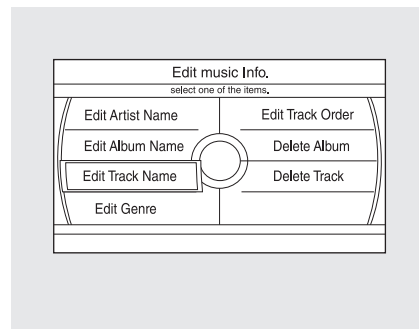 Edit music Info.
select one of the items.
Edit Artist Name
Edit Album Name
Edit Track Name
Edit Genre
Edit Track Order
Delete Album
Delete Track